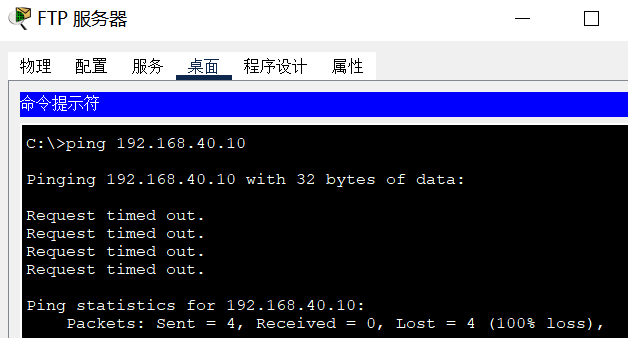 FTP 服务器
物理 配置 服务 桌面 程序设计 属性
命令提示符
C:\>ping 192.168.40.10
Pinging 192.168.40.10 with 32 bytes of data:
Request timed out.
Request timed out.
Request timed out.
Request timed out.
Ping statistics for 192.168.40.10:
    Packets: Sent = 4, Received = 0, Lost = 4 (100% loss),